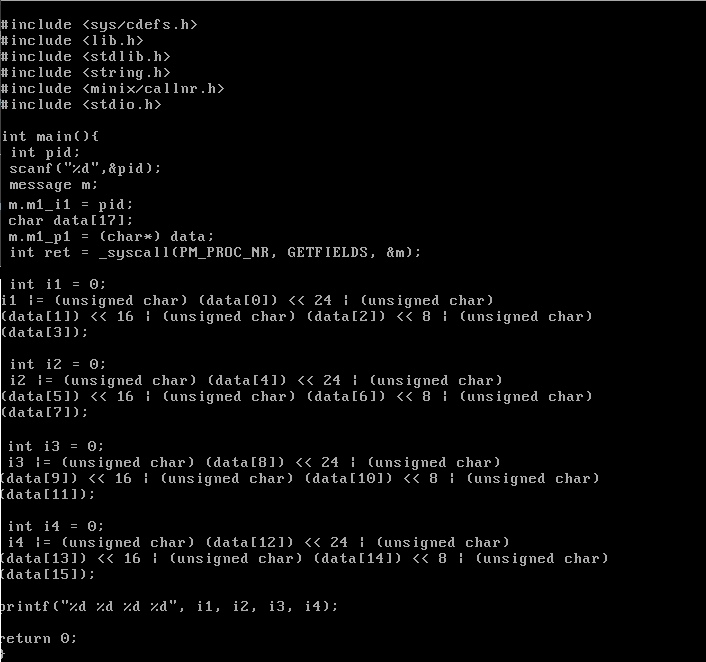 #include <sys/cdefs.h>
#include <lib.h>
#include <stdlib.h>
#include <string.h>
#include <minix/callnr.h>
#include <stdio.h>
int main(){
int pid;
scanf("%d",&pid);
message m;
m.m1_i1 = pid;
char data[17];
m.m1_p1 = (char*) data;
int ret = _syscall(PM_PROC_NR, GETFIELDS, &m);
int i1 = 0;
i1 |= (unsigned char) (data[0]) << 24 | (unsigned char)
(data[1]) << 16 | (unsigned char) (data[2]) << 8 | (unsigned char)
(data[3]);
int i2 = 0;
i2 |= (unsigned char) (data[4]) << 24 | (unsigned char)
(data[5]) << 16 | (unsigned char) (data[6]) << 8 | (unsigned char)
(data[7]);
int i3 = 0;
i3 |= (unsigned char) (data[8]) << 24 | (unsigned char)
(data[9]) << 16 | (unsigned char) (data[10]) << 8 | (unsigned char)
(data[11]);
int i4 = 0;
i4 |= (unsigned char) (data[12]) << 24 | (unsigned char)
(data[13]) << 16 | (unsigned char) (data[14]) << 8 | (unsigned char)
(data[15]);
printf("%d %d %d %d", i1, i2, i3, i4);
return 0;
}